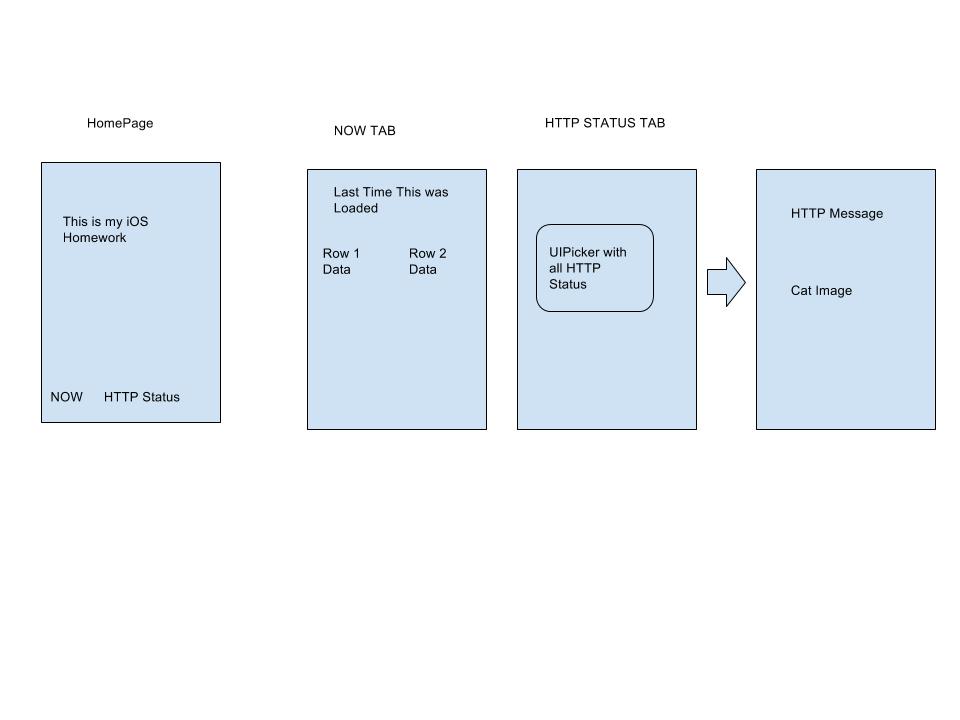 HomePage
NOW TAB
HTTP STATUS TAB
This is my iOS
Homework
NOW HTTP Status
Last Time This was
Loaded
Row 1
Data
Row 2
Data
UIPicker with
all HTTP
Status
HTTP Message
Cat Image